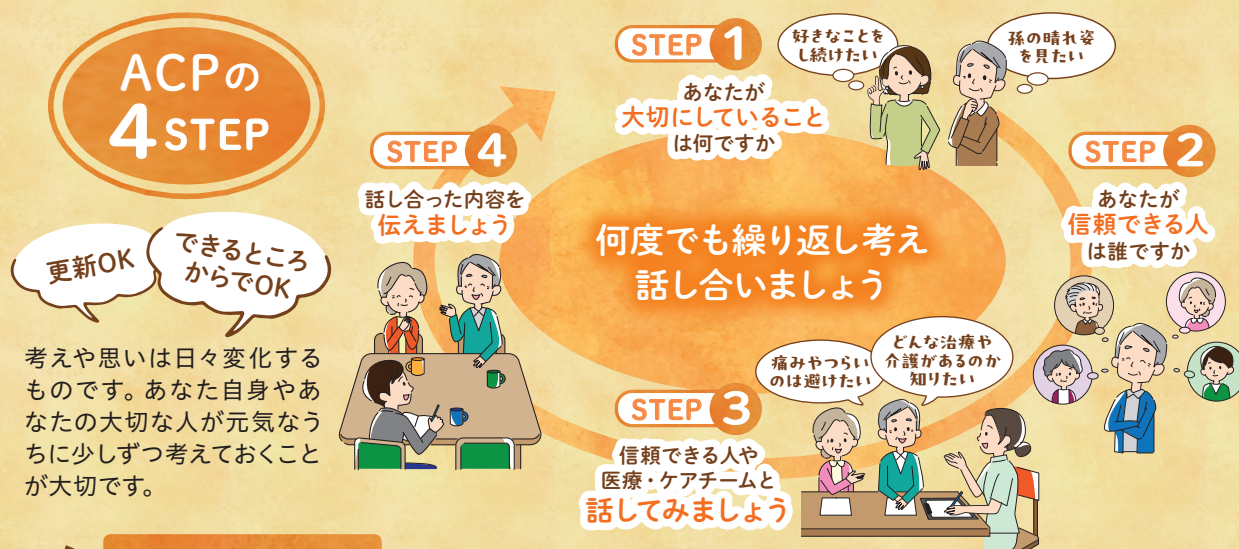 ACPの
4 STEP
更新OK
できるところ
からでOK
考えや思いは日々変化する
ものです。あなた自身やあ
なたの大切な人が元気なう
ちに少しずつ考えておくこと
が大切です。
STEP 1
あなたが
大切にしていること
は何ですか
好きなことを
し続けたい
孫の晴れ姿
を見たい
STEP 2
あなたが
信頼できる人
は誰ですか
STEP 3
信頼できる人や
医療・ケアチームと
話してみましょう
痛みやつらい
のは避けたい
どんな治療や
介護があるのか
知りたい
STEP 4
話し合った内容を
伝えましょう
何度でも繰り返し考え
話し合いましょう